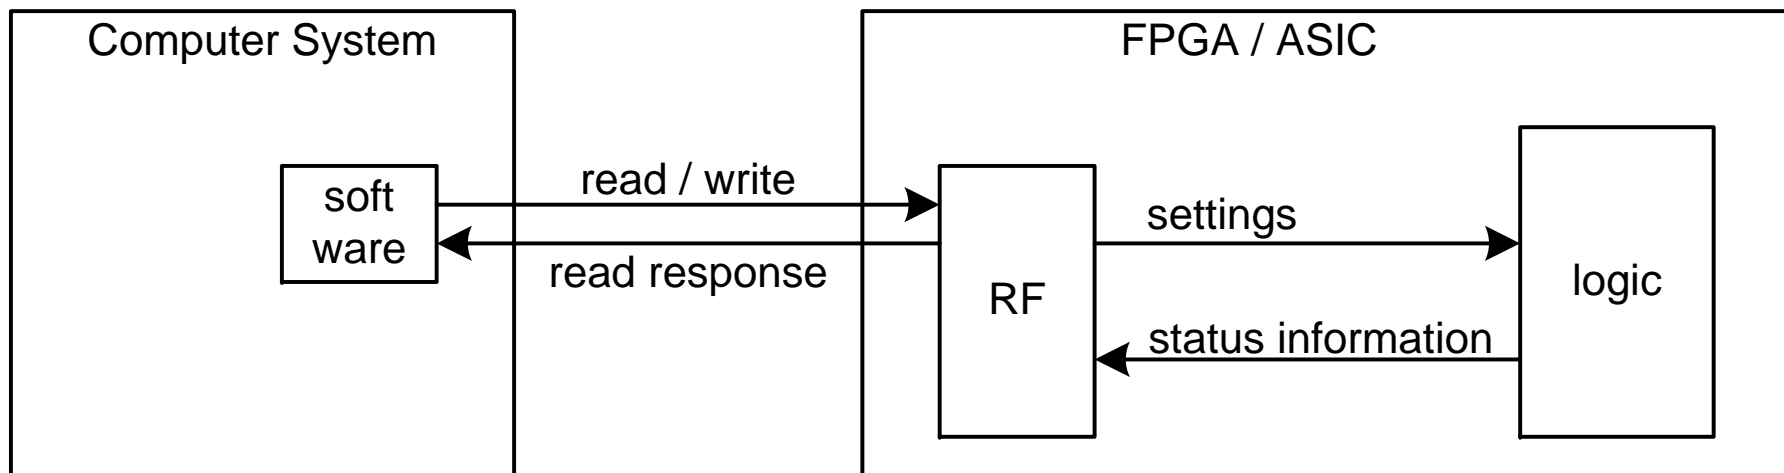 Computer System
FPGA / ASIC
soft
ware
read / write
read response
RF
settings
status information
logic